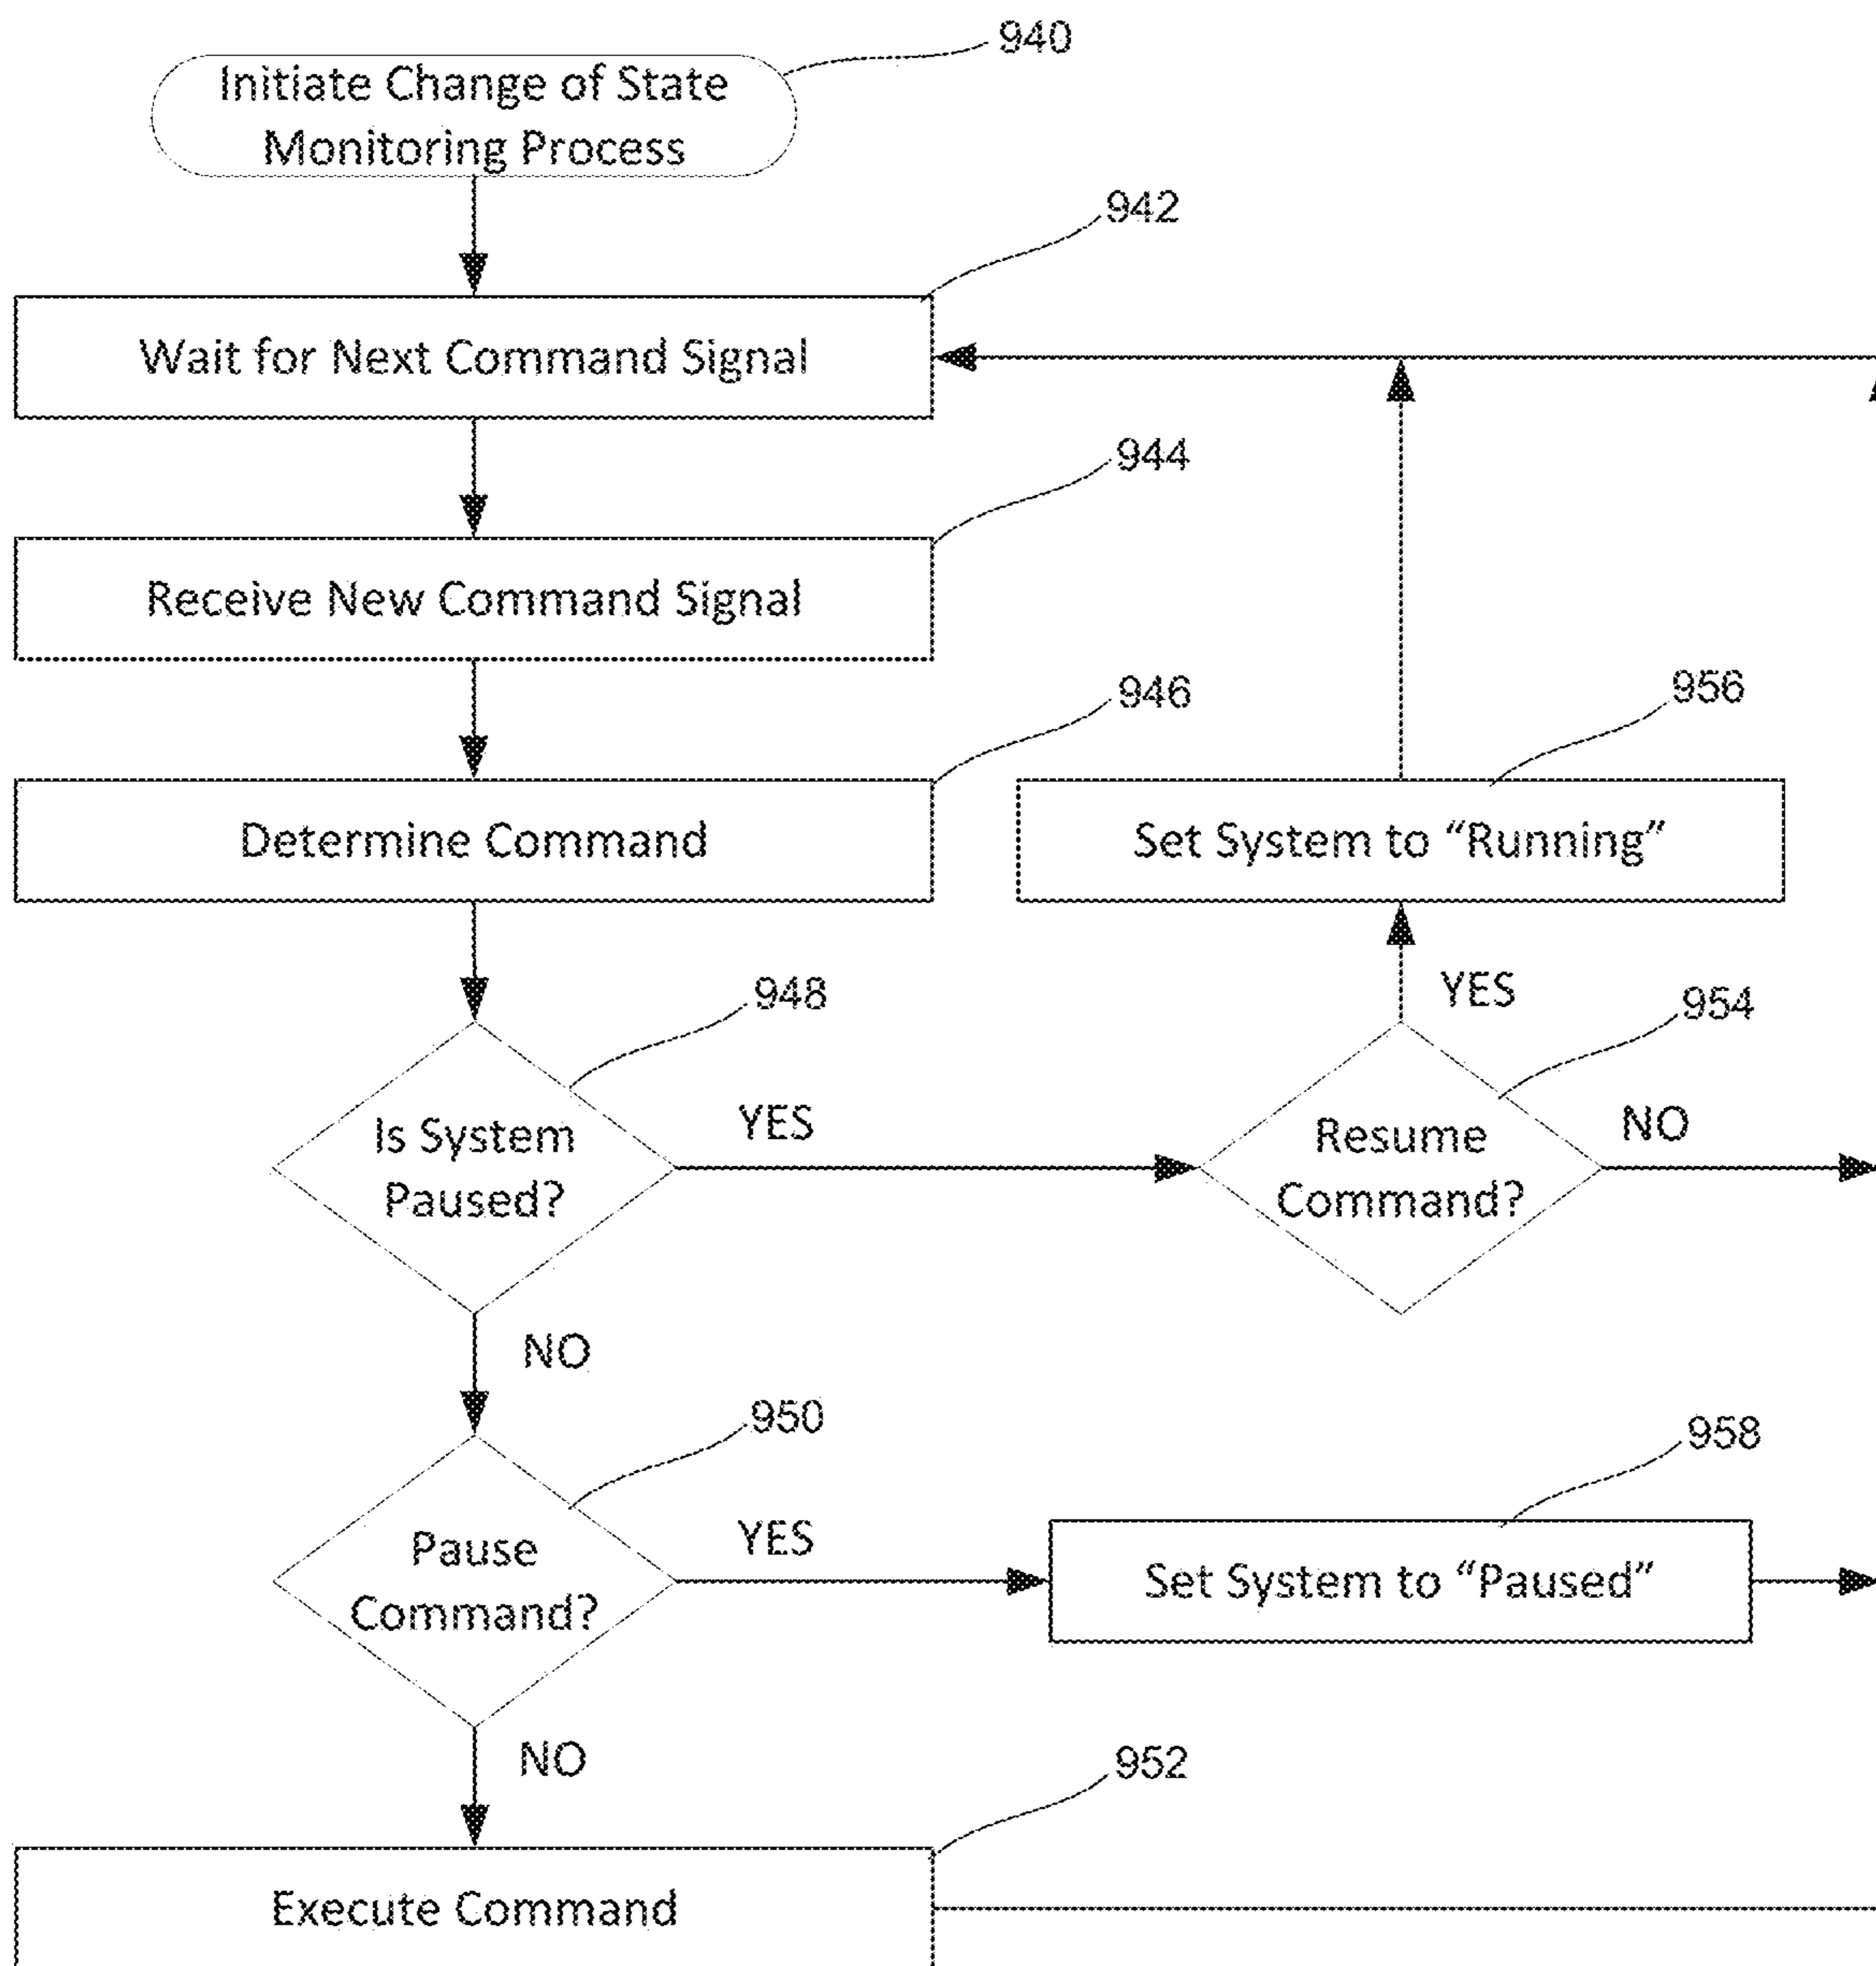 940
Initiate Change of State
Monitoring Process
942
Wait for Next Command Signal
944
Receive New Command Signal
946
Determine Command
956
Set System to “Running”
948
Is System
Paused?
YES
YES
954
Resume
Command?
NO
NO
950
Pause
Command?
YES
958
Set System to “Paused”
NO
952
Execute Command